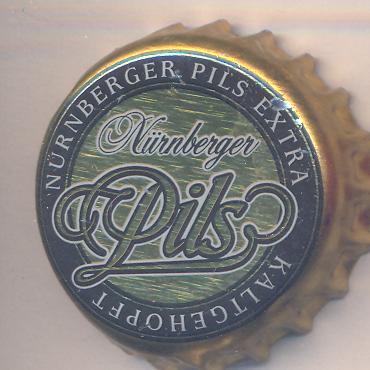 NÜRNBERGER PILS EXTRA
Nürnberger
Pils
KALTGEHOPFT